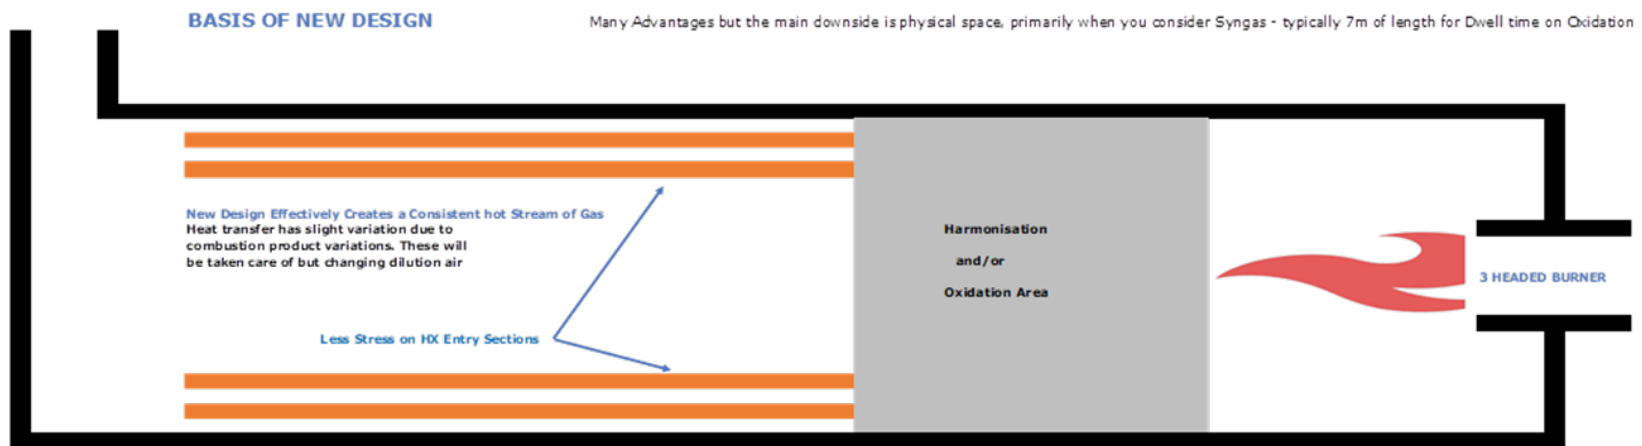 BASIS OF NEW DESIGN
Many Advantages but the main downside is physical space, primarily when you consider Syngas - typically 7m of length for Dwell time on Oxidation
New Design Effectively Creates a Consistent hot Stream of Gas
Heat transfer has slight variation due to
combustion product variations. These will
be taken care of but changing dilution air
Less Stress on HX Entry Sections
Harmonisation
and/or
Oxidation Area
3 HEADED BURNER